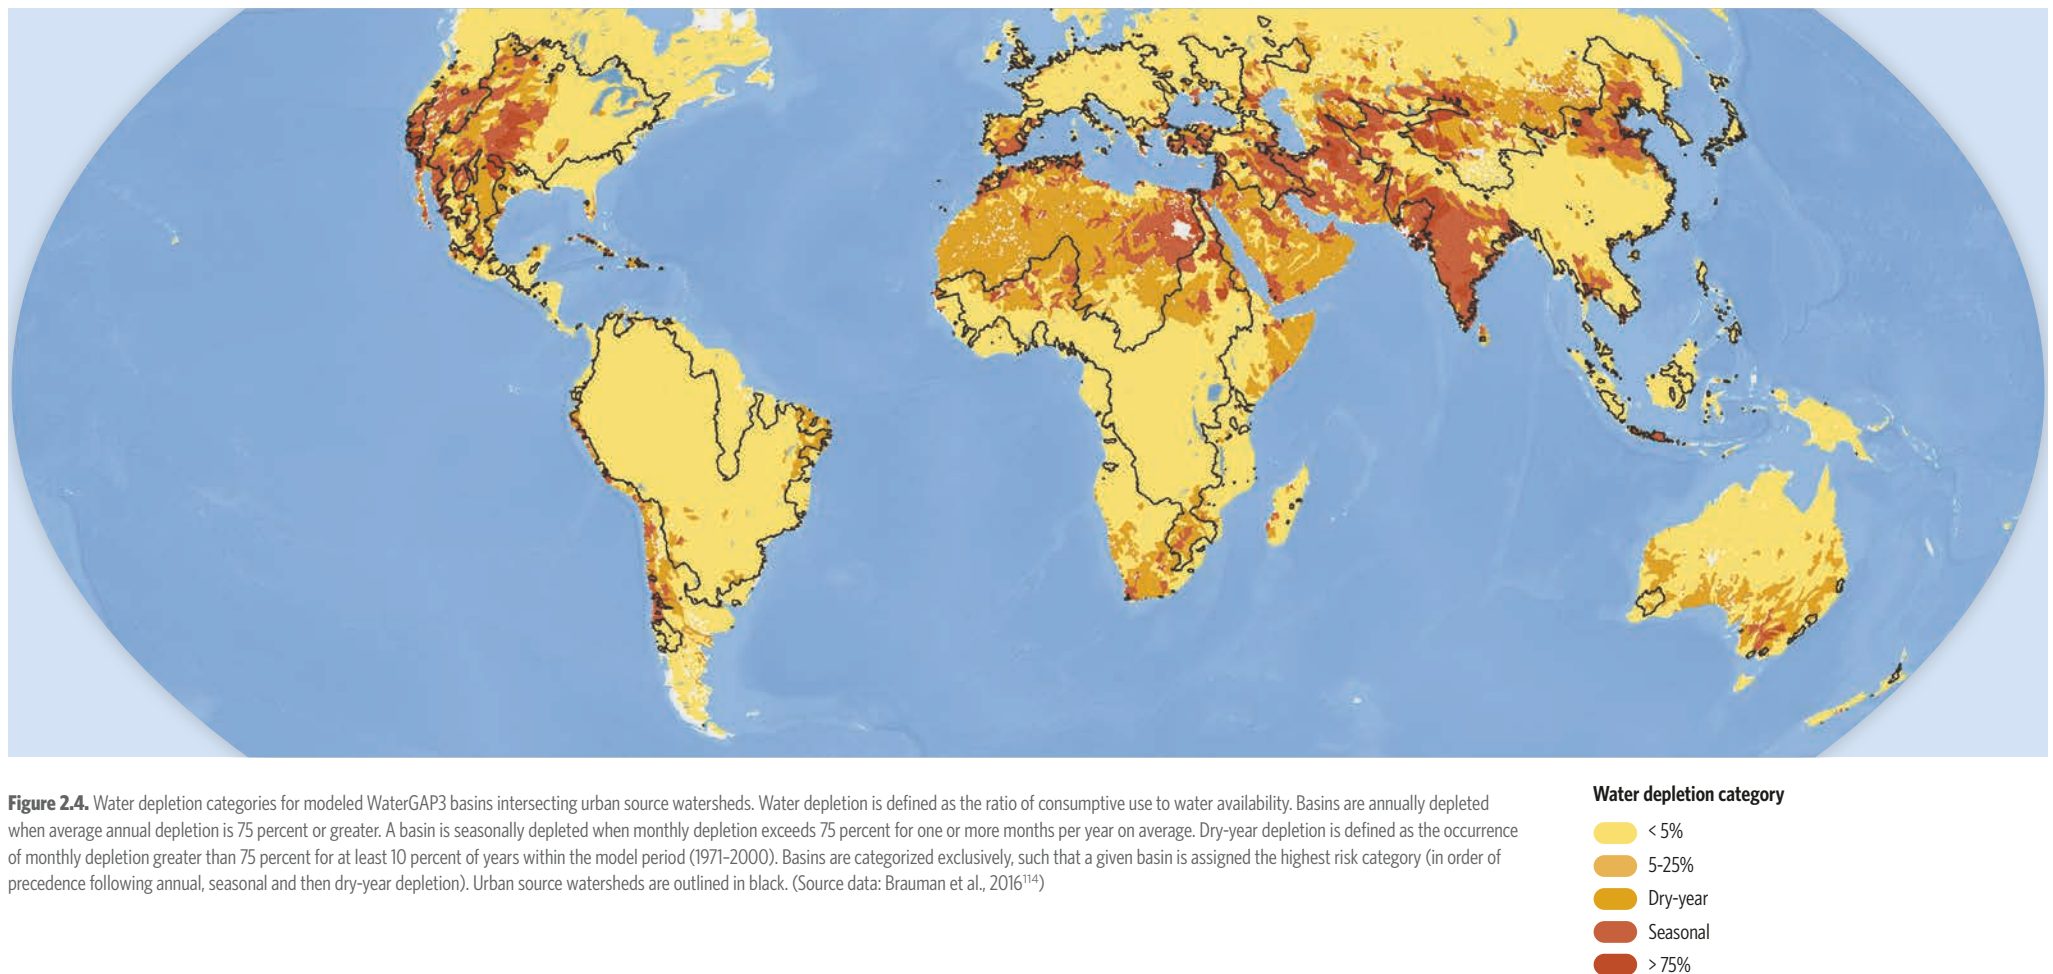 Figure 2.4. Water depletion categories for modeled WaterGAP3 basins intersecting urban source watersheds. Water depletion is defined as the ratio of consumptive use to water availability. Basins are annually depleted
when average annual depletion is 75 percent or greater. A basin is seasonally depleted when monthly depletion exceeds 75 percent for one or more months per year on average. Dry-year depletion is defined as the occurrence
of monthly depletion greater than 75 percent for at least 10 percent of years within the model period (1971–2000). Basins are categorized exclusively, such that a given basin is assigned the highest risk category (in order of
precedence following annual, seasonal and then dry-year depletion). Urban source watersheds are outlined in black. (Source data: Brauman et al., 2016¹¹⁴)
Water depletion category
< 5%
5-25%
Dry-year
Seasonal
> 75%